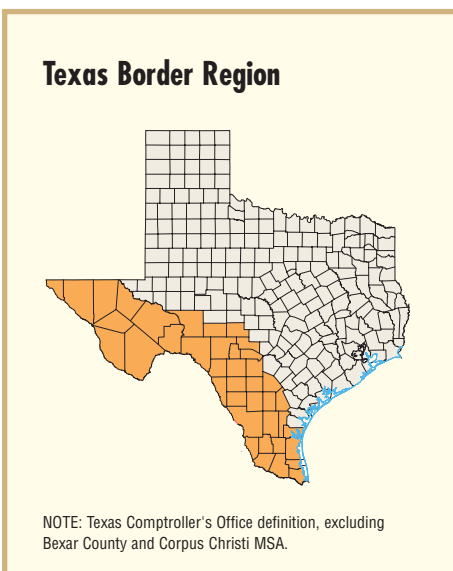 Texas Border Region
NOTE: Texas Comptroller's Office definition, excluding
Bexar County and Corpus Christi MSA.